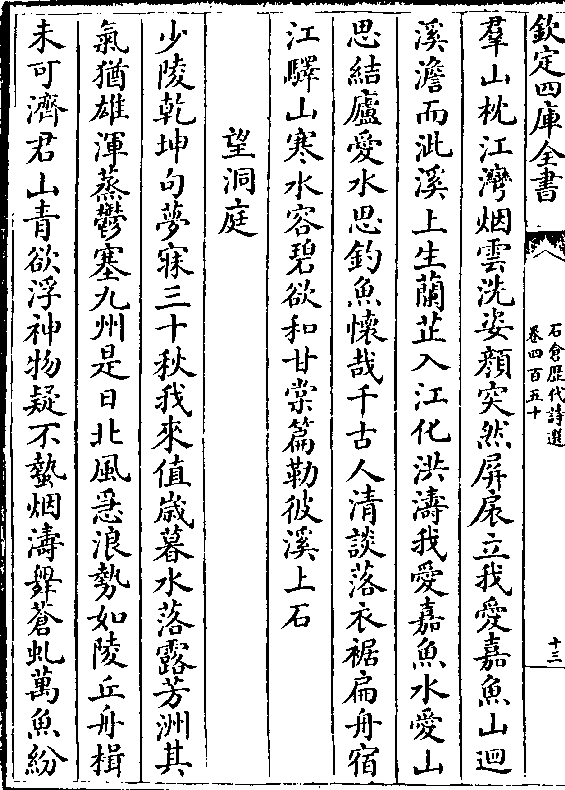 欽定四庫全書
石倉歷代詩選
卷四百五十
十三
羣山枕江灣烟雲洗姿顔突然屏扆立我愛嘉魚山迴
溪澹而泚溪上生蘭芷入江化洪濤我愛嘉魚水愛山
思結廬愛水思釣魚懷哉千古人清談落衣裾扁舟宿
江驛山寒水容碧欲和甘棠篇勒彼溪上石
望洞庭
少陵乾坤句夢寐三十秋我來值歲暮水落露芳洲其
氣猶雄渾蒸鬱塞九州是日北風急浪勢如陵丘舟楫
未可濟君山青欲浮神物疑不蟄烟濤舞蒼虬萬魚紛